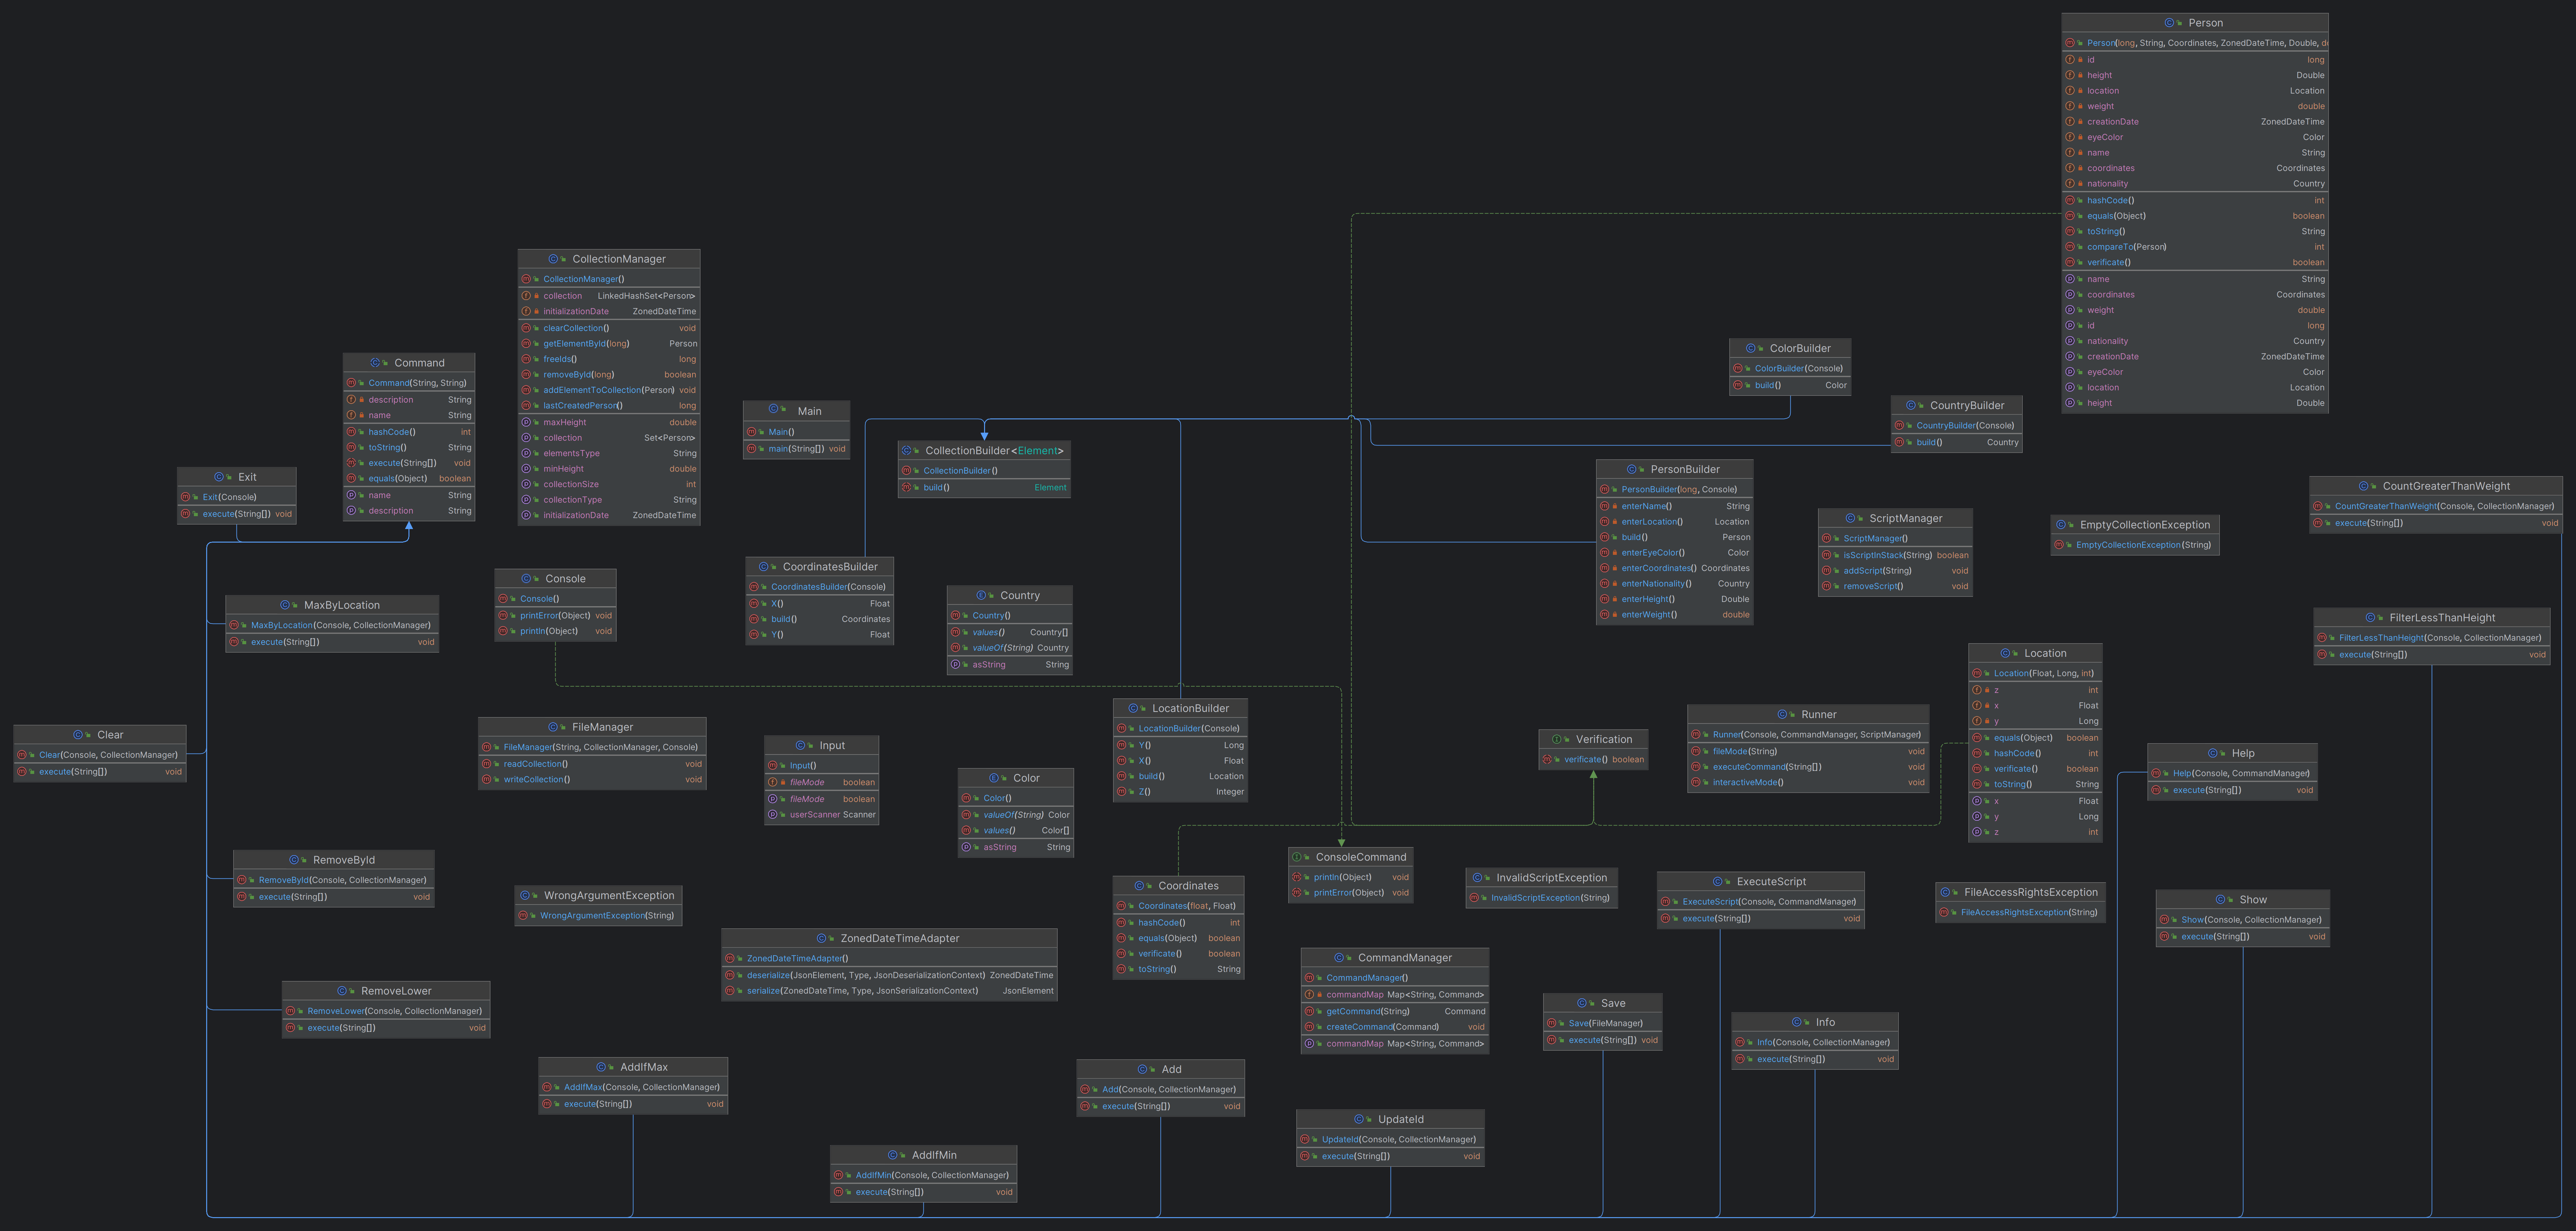 Person
Person(long, String, Coordinates, ZonedDateTime, Double, d
id long
height Double
location Location
weight double
creationDate ZonedDateTime
eyeColor Color
name String
coordinates Coordinates
nationality Country
hashCode() int
equals(Object) boolean
toString() String
compareTo(Person) int
verificate() boolean
name String
coordinates Coordinates
weight double
id long
nationality Country
creationDate ZonedDateTime
eyeColor Color
location Location
height Double
CollectionManager
CollectionManager()
collection LinkedHashSet<Person>
initializationDate ZonedDateTime
clearCollection() void
getElementById(long) Person
freeIds() long
removeById(long) boolean
addElementToCollection(Person) void
lastCreatedPerson() long
maxHeight double
collection Set<Person>
elementsType String
minHeight double
collectionSize int
collectionType String
initializationDate ZonedDateTime
Command
Command(String, String)
description String
name String
hashCode() int
toString() String
execute(String[]) void
equals(Object) boolean
name String
description String
Main
Main()
main(String[]) void
CollectionBuilder<Element>
CollectionBuilder()
build() Element
ColorBuilder
ColorBuilder(Console)
build() Color
CountryBuilder
CountryBuilder(Console)
build() Country
Exit
Exit(Console)
execute(String[]) void
PersonBuilder
PersonBuilder(long, Console)
enterName() String
enterLocation() Location
build() Person
enterEyeColor() Color
enterCoordinates() Coordinates
enterNationality() Country
enterHeight() Double
enterWeight() double
ScriptManager
ScriptManager()
isScriptInStack(String) boolean
addScript(String) void
removeScript() void
EmptyCollectionException
EmptyCollectionException(String)
CountGreaterThanWeight
CountGreaterThanWeight(Console, CollectionManager)
execute(String[]) void
Console
Console()
printError(Object) void
println(Object) void
CoordinatesBuilder
CoordinatesBuilder(Console)
X() Float
build() Coordinates
Y() Float
Country
Country()
values() Country[]
valueOf(String) Country
asString String
MaxByLocation
MaxByLocation(Console, CollectionManager)
execute(String[]) void
FilterLessThanHeight
FilterLessThanHeight(Console, CollectionManager)
execute(String[]) void
Location
Location(Float, Long, int)
z int
x Float
y Long
equals(Object) boolean
hashCode() int
verificate() boolean
toString() String
x Float
y Long
z int
Clear
Clear(Console, CollectionManager)
execute(String[]) void
FileManager
FileManager(String, CollectionManager, Console)
readCollection() void
writeCollection() void
Input
Input()
fileMode boolean
fileMode boolean
userScanner Scanner
Color
Color()
valueOf(String) Color
values() Color[]
asString String
LocationBuilder
LocationBuilder(Console)
Y() Long
X() Float
build() Location
Z() Integer
Verification
verificate() boolean
Runner
Runner(Console, CommandManager, ScriptManager)
fileMode(String) void
executeCommand(String[]) void
interactiveMode() void
Help
Help(Console, CommandManager)
execute(String[]) void
RemoveById
RemoveById(Console, CollectionManager)
execute(String[]) void
WrongArgumentException
WrongArgumentException(String)
Coordinates
Coordinates(float, Float)
hashCode() int
equals(Object) boolean
verificate() boolean
toString() String
ConsoleCommand
println(Object) void
printError(Object) void
InvalidScriptException
InvalidScriptException(String)
ExecuteScript
ExecuteScript(Console, CommandManager)
execute(String[]) void
FileAccessRightsException
FileAccessRightsException(String)
Show
Show(Console, CollectionManager)
execute(String[]) void
ZonedDateTimeAdapter
ZonedDateTimeAdapter()
deserialize(JsonElement, Type, JsonDeserializationContext) ZonedDateTime
serialize(ZonedDateTime, Type, JsonSerializationContext) JsonElement
CommandManager
CommandManager()
commandMap Map<String, Command>
getCommand(String) Command
createCommand(Command) void
commandMap Map<String, Command>
RemoveLower
RemoveLower(Console, CollectionManager)
execute(String[]) void
Save
Save(FileManager)
execute(String[]) void
Info
Info(Console, CollectionManager)
execute(String[]) void
AddIfMax
AddIfMax(Console, CollectionManager)
execute(String[]) void
Add
Add(Console, CollectionManager)
execute(String[]) void
UpdateId
UpdateId(Console, CollectionManager)
execute(String[]) void
AddIfMin
AddIfMin(Console, CollectionManager)
execute(String[]) void